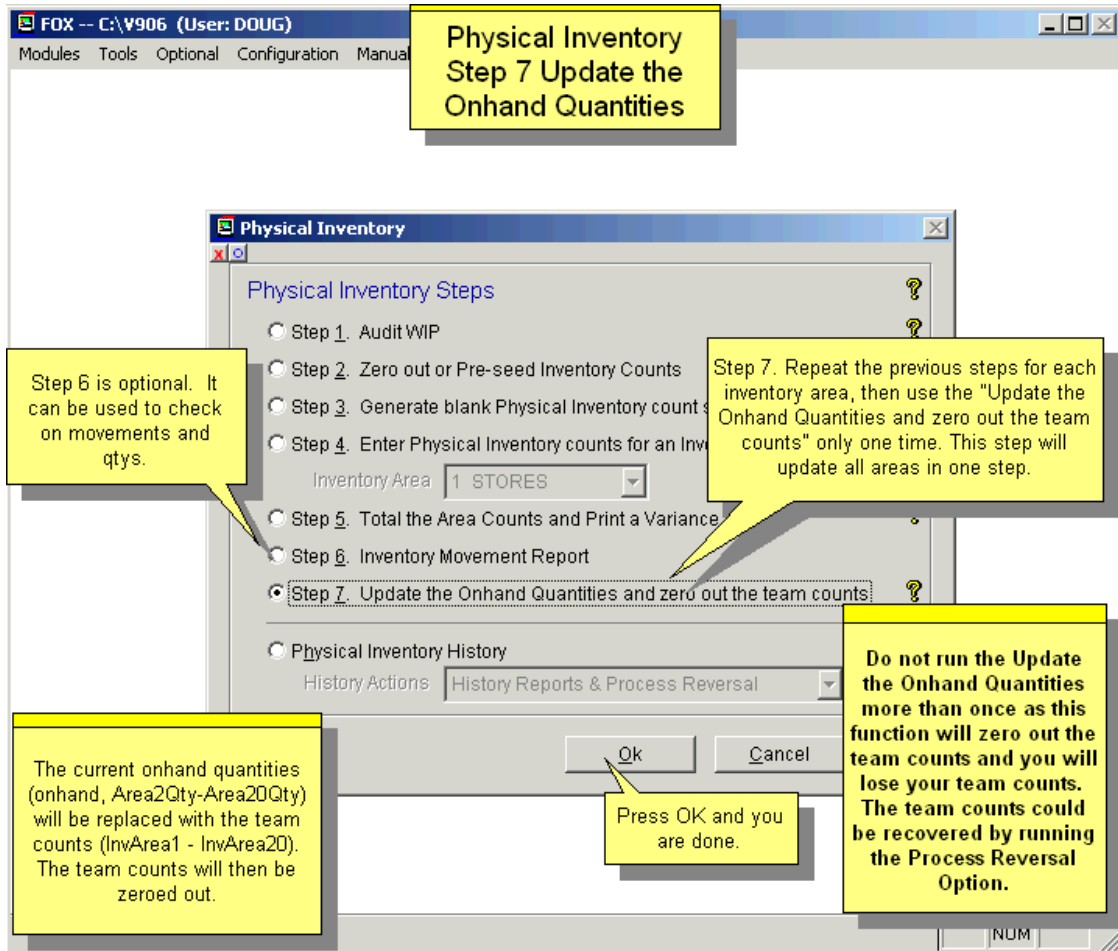 FOX -- C:\V906 (User: DOUG)
Modules Tools Optional Configuration Manual
Physical Inventory
Step 7 Update the
Onhand Quantities
Physical Inventory
Physical Inventory Steps
Step 1. Audit WIP
Step 2. Zero out or Pre-seed Inventory Counts
Step 3. Generate blank Physical Inventory count s
Step 4. Enter Physical Inventory counts for an Inv
Inventory Area 1 STORES
Step 5. Total the Area Counts and Print a Variance
Step 6. Inventory Movement Report
Step 7. Update the Onhand Quantities and zero out the team counts
Physical Inventory History
History Actions History Reports & Process Reversal
Ok Cancel
Step 6 is optional. It
can be used to check
on movements and
qtys.
Step 7. Repeat the previous steps for each
inventory area, then use the "Update the
Onhand Quantities and zero out the team
counts" only one time. This step will
update all areas in one step.
Do not run the Update
the Onhand Quantities
more than once as this
function will zero out the
team counts and you will
lose your team counts.
The team counts could
be recovered by running
the Process Reversal
Option.
The current onhand quantities
(onhand, Area2Qty-Area20Qty)
will be replaced with the team
counts (InvArea1 - InvArea20).
The team counts will then be
zeroed out.
Press OK and you
are done.
NUM